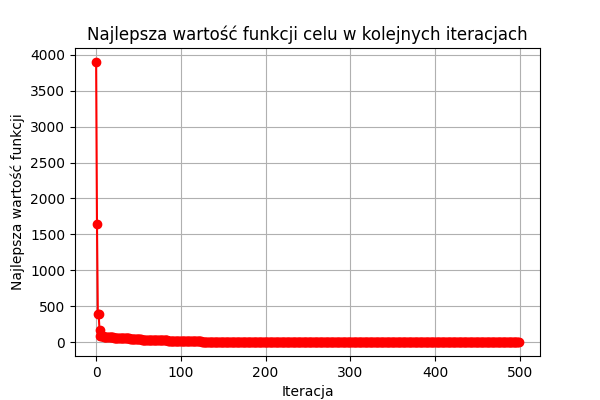 Najlepsza wartość funkcji celu w kolejnych iteracjach
4000
3500
3000
2500
2000
1500
1000
500
0
Najlepsza wartość funkcji
0 100 200 300 400 500
Iteracja